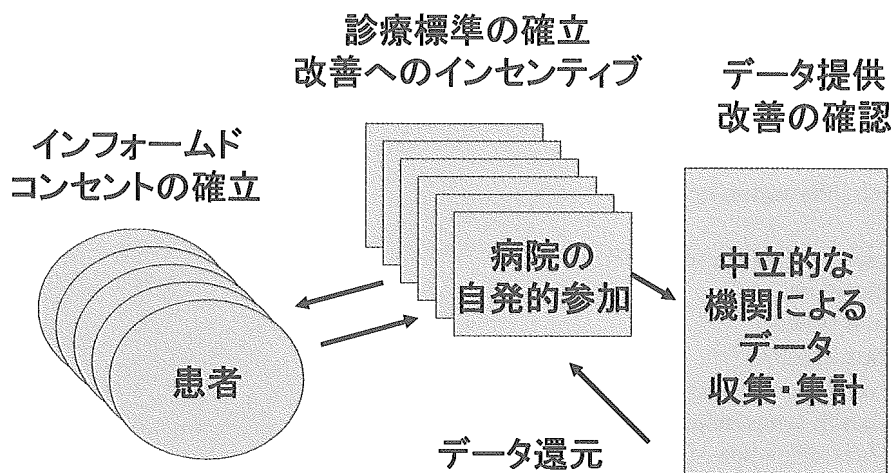 診療標準の確立
改善へのインセンティブ
データ提供
改善の確認
インフォームド
コンセントの確立
病院の
自発的参加
中立的な
機関による
データ
収集・集計
患者
データ還元